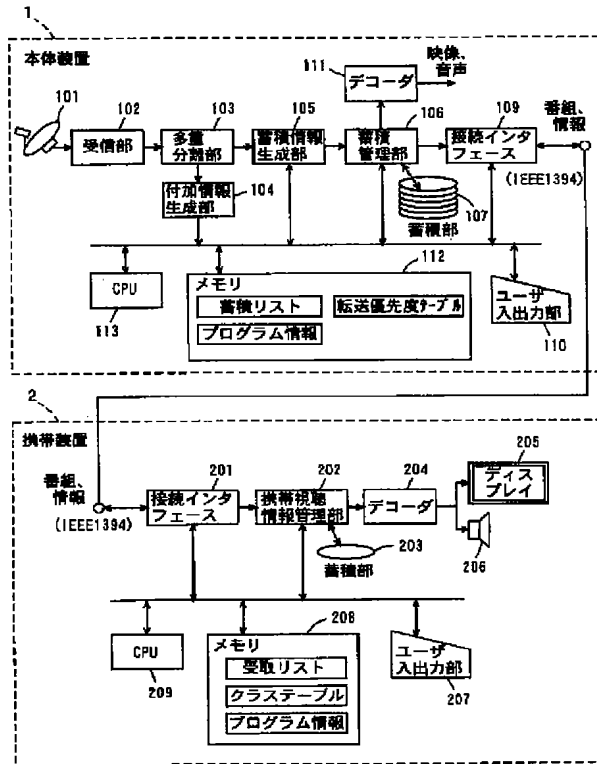 1
本体装置
101
102
受信部
103
多重
分離部
104
付加情報
生成部
105
蓄積情報
生成部
111
デコーダ
映像、
音声
106
蓄積
管理部
109
接続インタ
フェース
番組、
情報
(IEEE1394)
107
蓄積部
CPU
113
112
メモリ
蓄積リスト
転送優先度テーブル
プログラム情報
ユーザ
入出力部
110
2
携帯装置
番組、
情報
(IEEE1394)
201
接続インタ
フェース
202
携帯視聴
情報管理部
203
蓄積部
204
デコーダ
205
ディス
プレイ
206
CPU
209
208
メモリ
受取リスト
クラステーブル
プログラム情報
ユーザ
入出力部
207